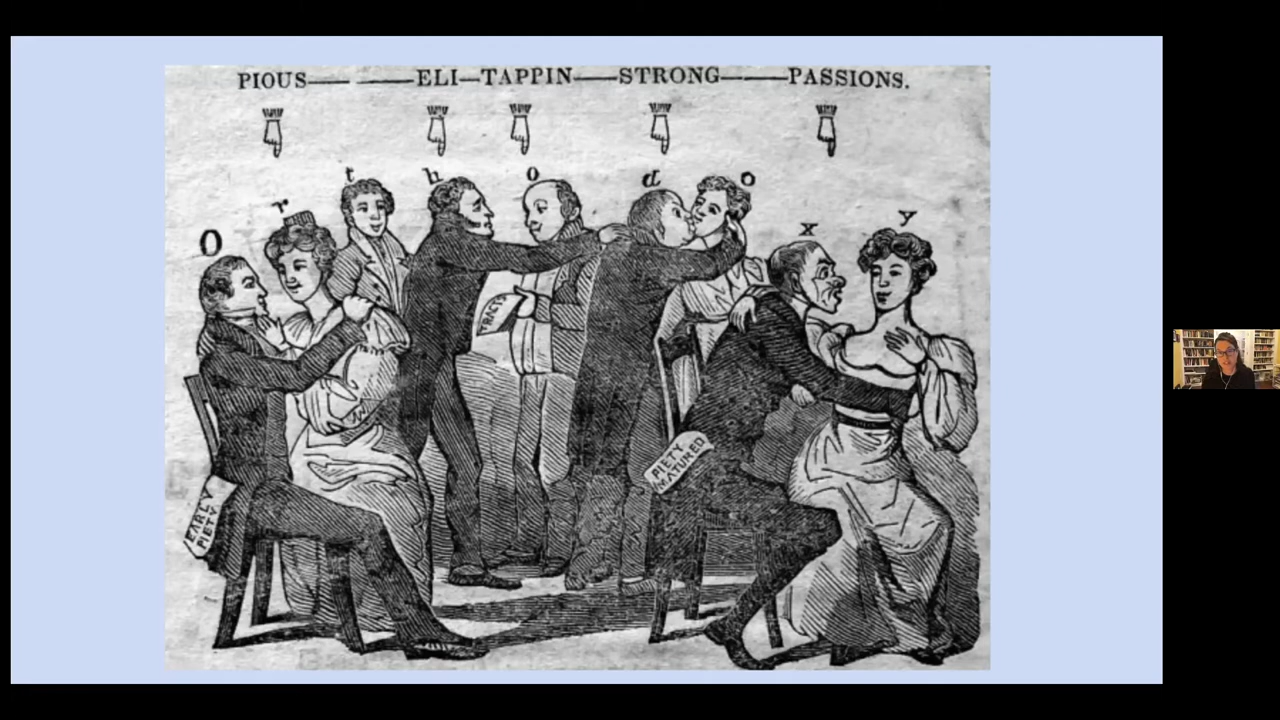 PIOUS—— ——ELI—TAPPIN——STRONG——PASSIONS.
O r t h o d o x y
TRACTS
PIETY
MATURED
EARLY
PIETY